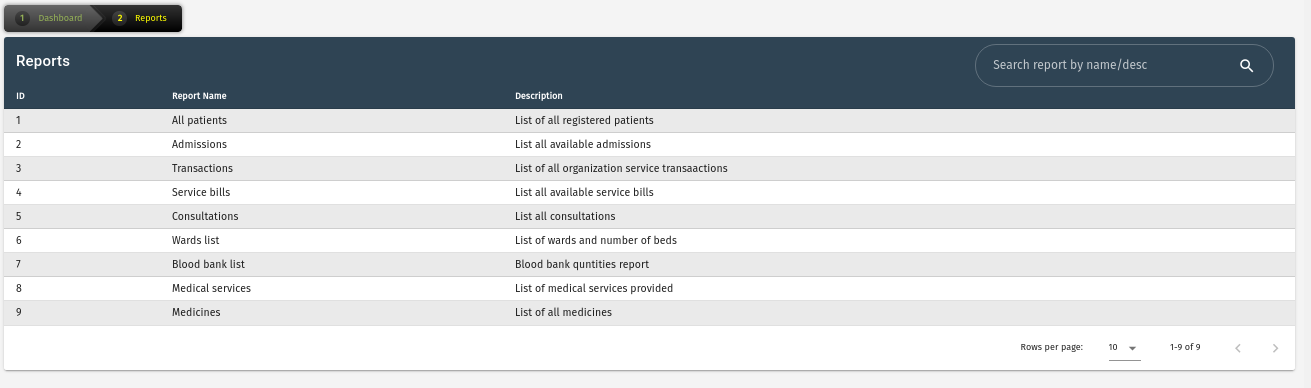 1 Dashboard 2 Reports
Reports
Search report by name/desc
ID Report Name Description
1 All patients List of all registered patients
2 Admissions List all available admissions
3 Transactions List of all organization service transaactions
4 Service bills List all available service bills
5 Consultations List all consultations
6 Wards list List of wards and number of beds
7 Blood bank list Blood bank quntities report
8 Medical services List of medical services provided
9 Medicines List of all medicines
Rows per page: 10 1-9 of 9